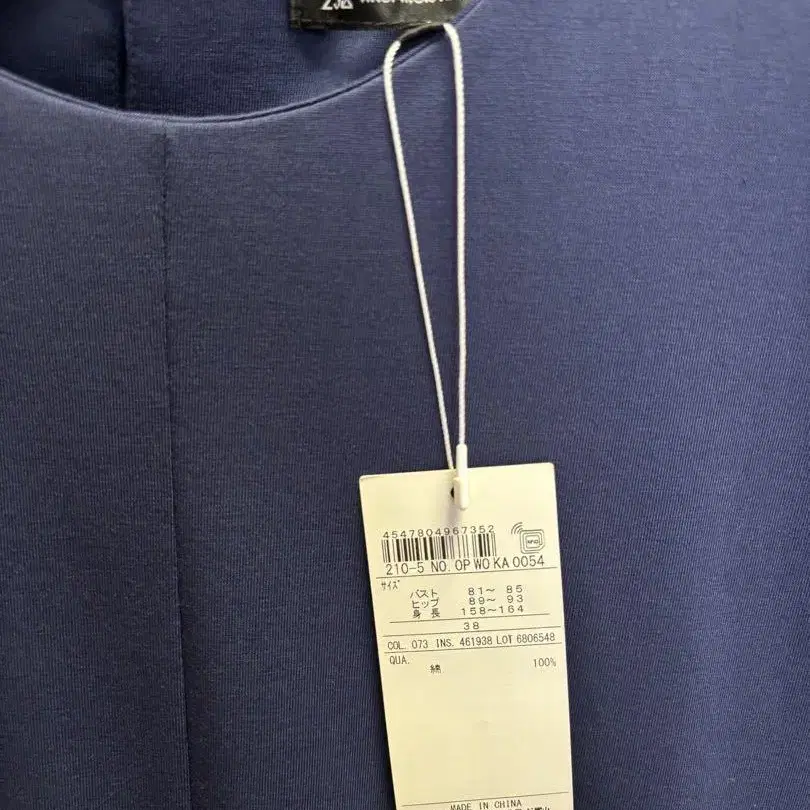 4547804967352
210-5 NO. OP WO KA 0054
サイズ
バスト 81～ 85
ヒップ 89～ 93
身 長 158～164
38
COL. 073 INS. 461938 LOT 6806548
QUA.
綿 100%
MADE IN CHINA